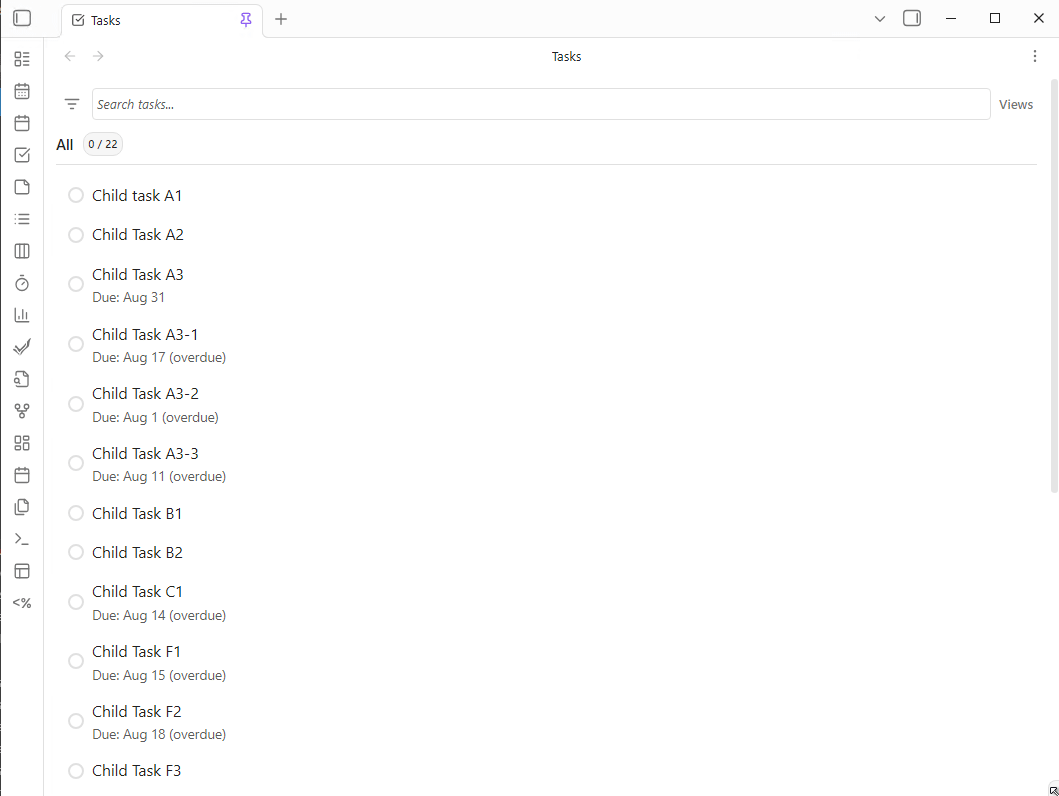 Tasks
Tasks
Search tasks...
Views
All 0 / 22
Child task A1
Child Task A2
Child Task A3
Due: Aug 31
Child Task A3-1
Due: Aug 17 (overdue)
Child Task A3-2
Due: Aug 1 (overdue)
Child Task A3-3
Due: Aug 11 (overdue)
Child Task B1
Child Task B2
Child Task C1
Due: Aug 14 (overdue)
<%
Child Task F1
Due: Aug 15 (overdue)
Child Task F2
Due: Aug 18 (overdue)
Child Task F3